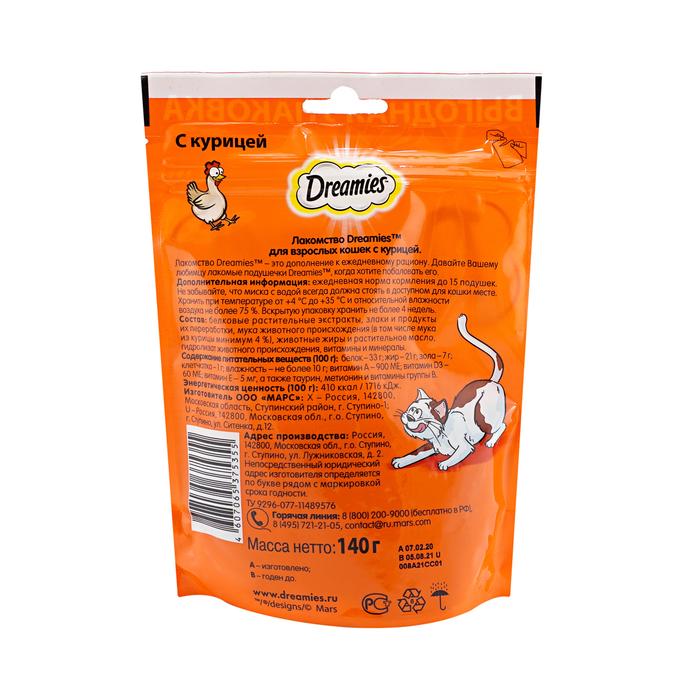 ВЫГОДНАЯ УПАКОВКА
С курицей
Dreamies™
Лакомство Dreamies™
для взрослых кошек с курицей.
Лакомство Dreamies™ – это дополнение к ежедневному рациону. Давайте Вашему
любимцу лакомые подушечки Dreamies™, когда хотите побаловать его.
Дополнительная информация: ежедневная норма кормления до 15 подушек.
Не забывайте, что миска с водой всегда должна стоять в доступном для кошки месте.
Хранить при температуре от +4 °С до +35 °С и относительной влажности
воздуха не более 75 %. Вскрытую упаковку хранить не более 4 недель.
Состав: белковые растительные экстракты, злаки и продукты
их переработки, мука животного происхождения (в том числе мука
из курицы минимум 4 %), животные жиры и растительное масло,
гидролизат животного происхождения, витамины и минералы.
Содержание питательных веществ (100 г): белок – 33 г; жир – 21 г; зола – 7 г;
клетчатка – 1 г; влажность – не более 10 г; витамин А – 900 МЕ; витамин D3 –
60 МЕ, витамин Е – 5 мг, а также таурин, метионин и витамины группы В.
Энергетическая ценность (100 г): 410 ккал / 1716 кДж.
Изготовитель ООО «МАРС»: X – Россия, 142800,
Московская область, Ступинский район, г. Ступино-1;
U – Россия, 142800, Московская обл., г.о. Ступино,
г. Ступино, ул. Ситенка, д.12.
Адрес производства: Россия,
142800, Московская обл., г.о. Ступино,
г. Ступино, ул. Лужниковская, д. 2.
Непосредственный юридический
адрес изготовителя определяется
по букве рядом с маркировкой
срока годности.
ТУ 9296-077-11489576
Горячая линия: 8 (800) 200-9000 (бесплатно в РФ),
8 (495) 721-21-05, contact@ru.mars.com
4 607065 375355
Масса нетто: 140 г
А – изготовлено;
В – годен до.
A 07.02.20
B 05.08.21 U
008A21CC01
www.dreamies.ru
™/®/designs/© Mars
РСТ